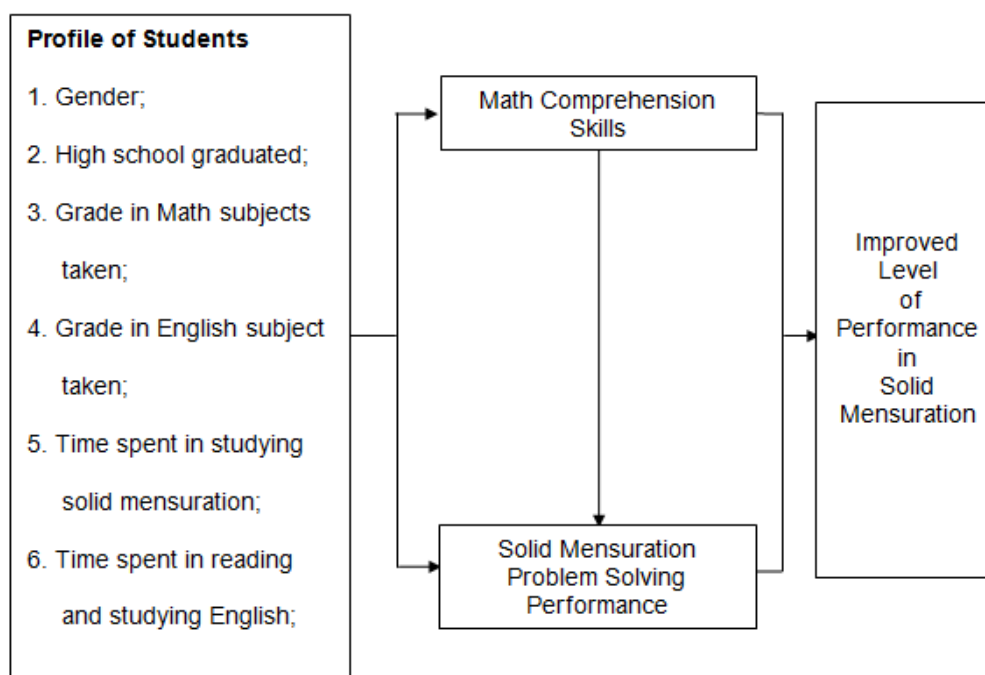 Profile of Students
1. Gender;
2. High school graduated;
3. Grade in Math subjects
taken;
4. Grade in English subject
taken;
5. Time spent in studying
solid mensuration;
6. Time spent in reading
and studying English;
Math Comprehension
Skills
Solid Mensuration
Problem Solving
Performance
Improved
Level
of
Performance
in
Solid
Mensuration